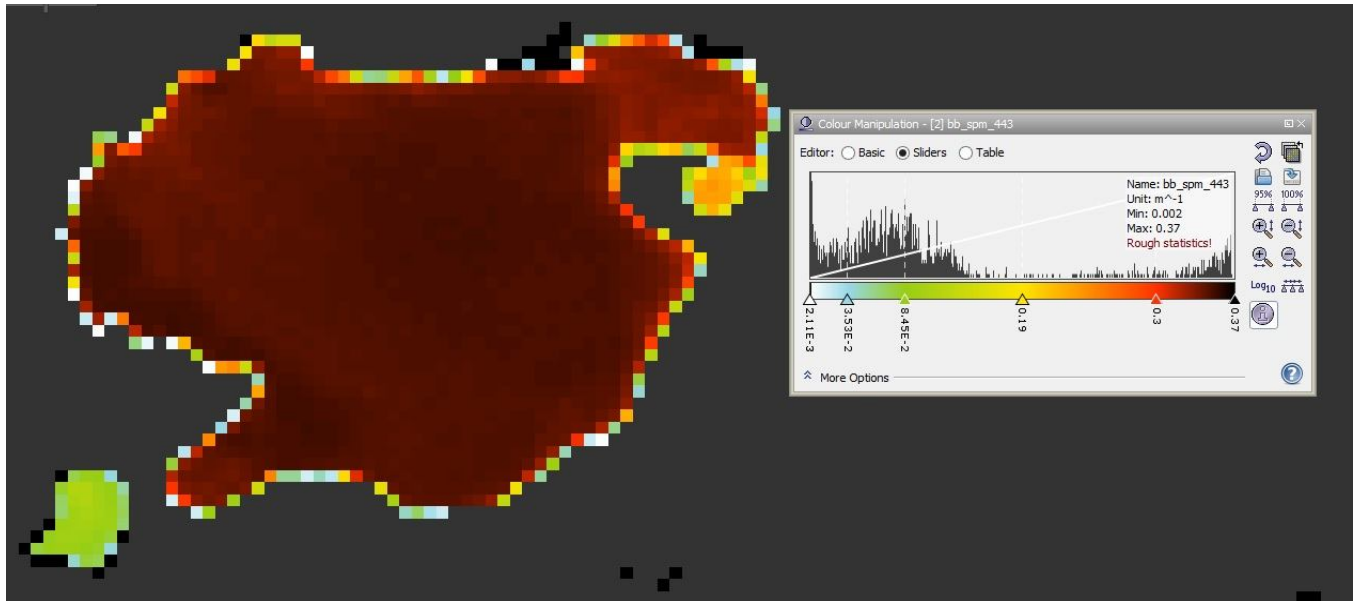 Colour Manipulation - [2] bb_spm_443
Editor: Basic Sliders Table
Name: bb_spm_443
Unit: m^-1
Min: 0.002
Max: 0.37
Rough statistics!
95% 100%
Log10
2.11E-3 3.53E-2 8.45E-2 0.19 0.3 0.37
More Options